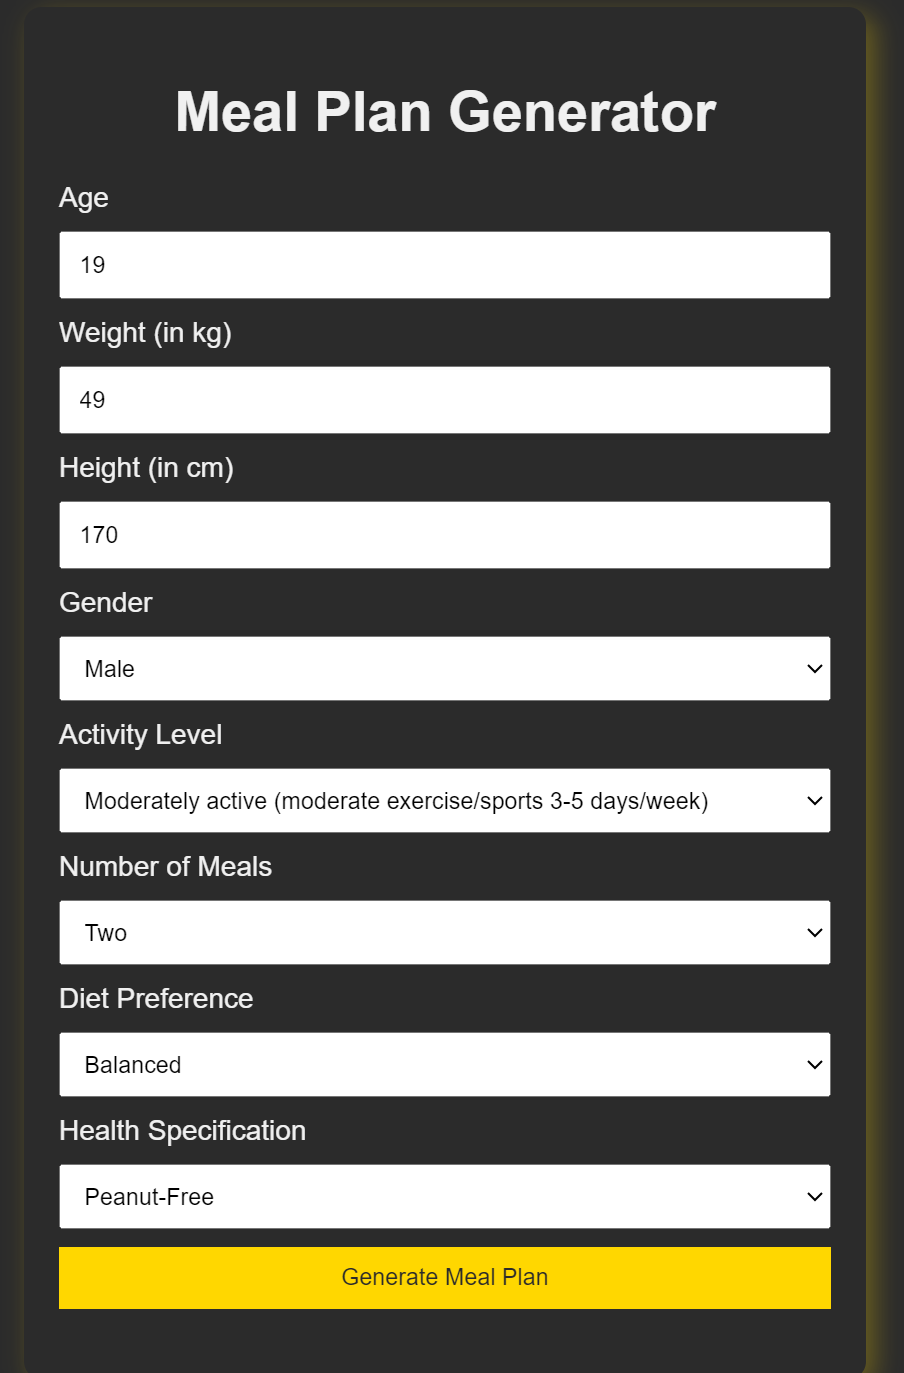 Meal Plan Generator
Age
19
Weight (in kg)
49
Height (in cm)
170
Gender
Male
Activity Level
Moderately active (moderate exercise/sports 3-5 days/week)
Number of Meals
Two
Diet Preference
Balanced
Health Specification
Peanut-Free
Generate Meal Plan